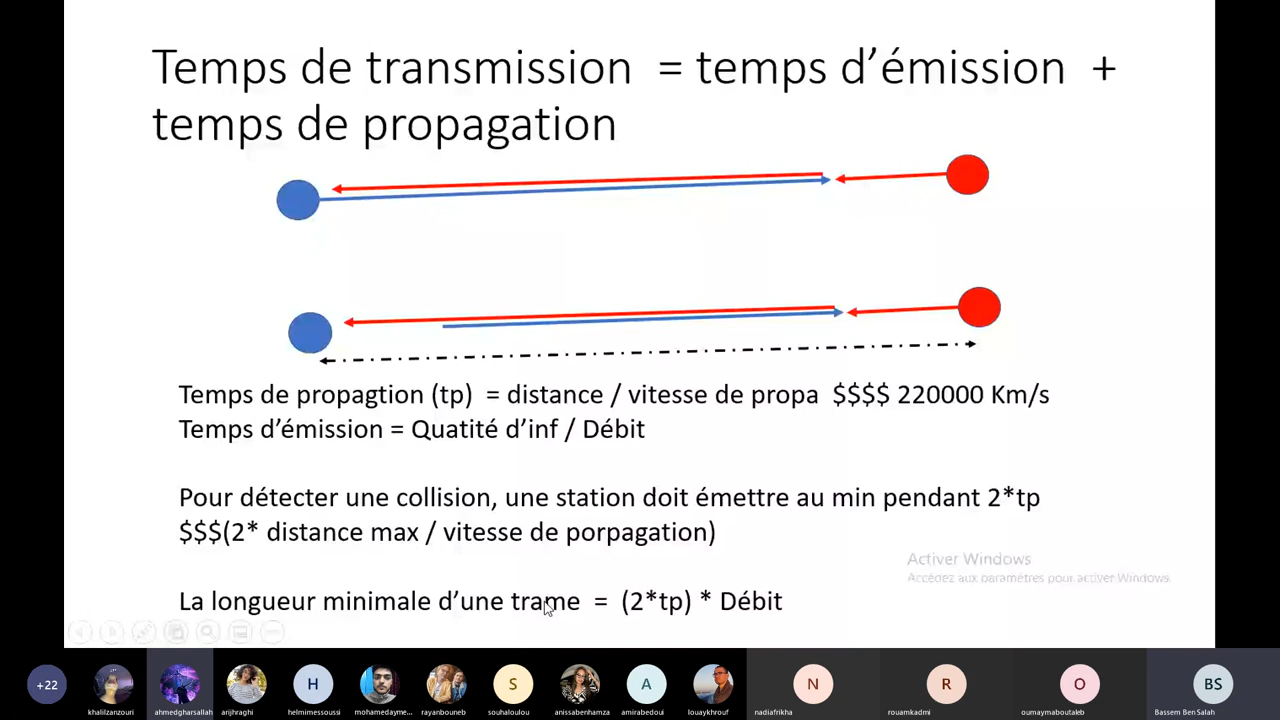 Temps de transmission = temps d’émission +
temps de propagation
Temps de propagtion (tp) = distance / vitesse de propa $$$$ 220000 Km/s
Temps d’émission = Quatité d’inf / Débit
Pour détecter une collision, une station doit émettre au min pendant 2*tp
$$$(2* distance max / vitesse de porpagation)
Activer Windows
Accédez aux paramètres pour activer Windows.
La longueur minimale d’une trame = (2*tp) * Débit
+22
H
S
A
N
R
O
BS
khalilzanzouri
ahmedgharsallah
arijhraghi
helmimessoussi
mohamedayme...
rayanbouneb
souhaloulou
anissabenhamza
amirabedoui
louaykhrouf
nadiafrikha
rouamkadmi
oumaymaboutaleb
Bassem Ben Salah